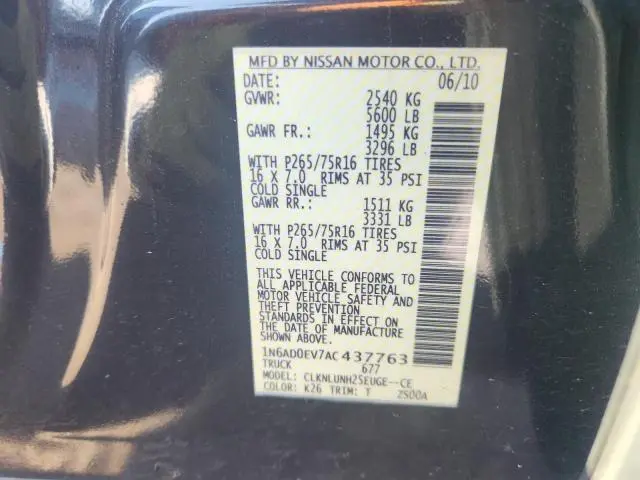 MFD BY NISSAN MOTOR CO., LTD.
DATE: 06/10
GVWR: 2540 KG
5600 LB
GAWR FR.: 1495 KG
3296 LB
WITH P265/75R16 TIRES
16 X 7.0 RIMS AT 35 PSI
COLD SINGLE
GAWR RR.: 1511 KG
3331 LB
WITH P265/75R16 TIRES
16 X 7.0 RIMS AT 35 PSI
COLD SINGLE
THIS VEHICLE CONFORMS TO
ALL APPLICABLE FEDERAL
MOTOR VEHICLE SAFETY AND
THEFT PREVENTION
STANDARDS IN EFFECT ON
THE DATE OF MANUFACTURE
SHOWN ABOVE.
1N6AD0EV7AC437763
TRUCK 677
MODEL: CLKNLUNH25EUGE--CE
COLOR: K26 TRIM: T ZS00A